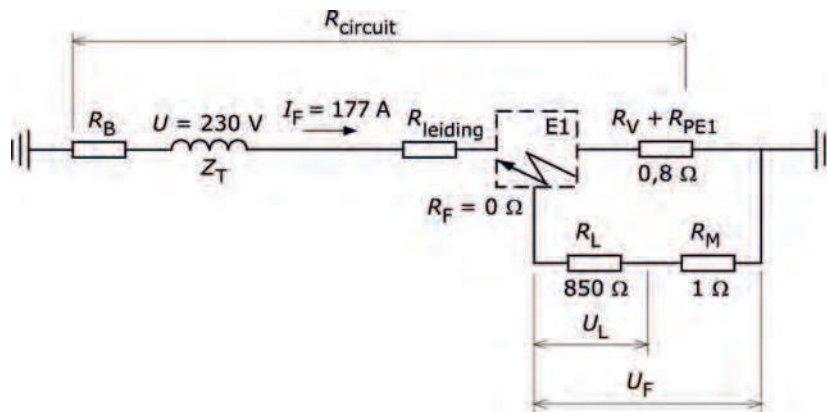 R_circuit
R_B
U = 230 V
Z_T
I_F = 177 A
R_leiding
E1
R_V + R_PE1
0,8 Ω
R_F = 0 Ω
R_L
850 Ω
R_M
1 Ω
U_L
U_F